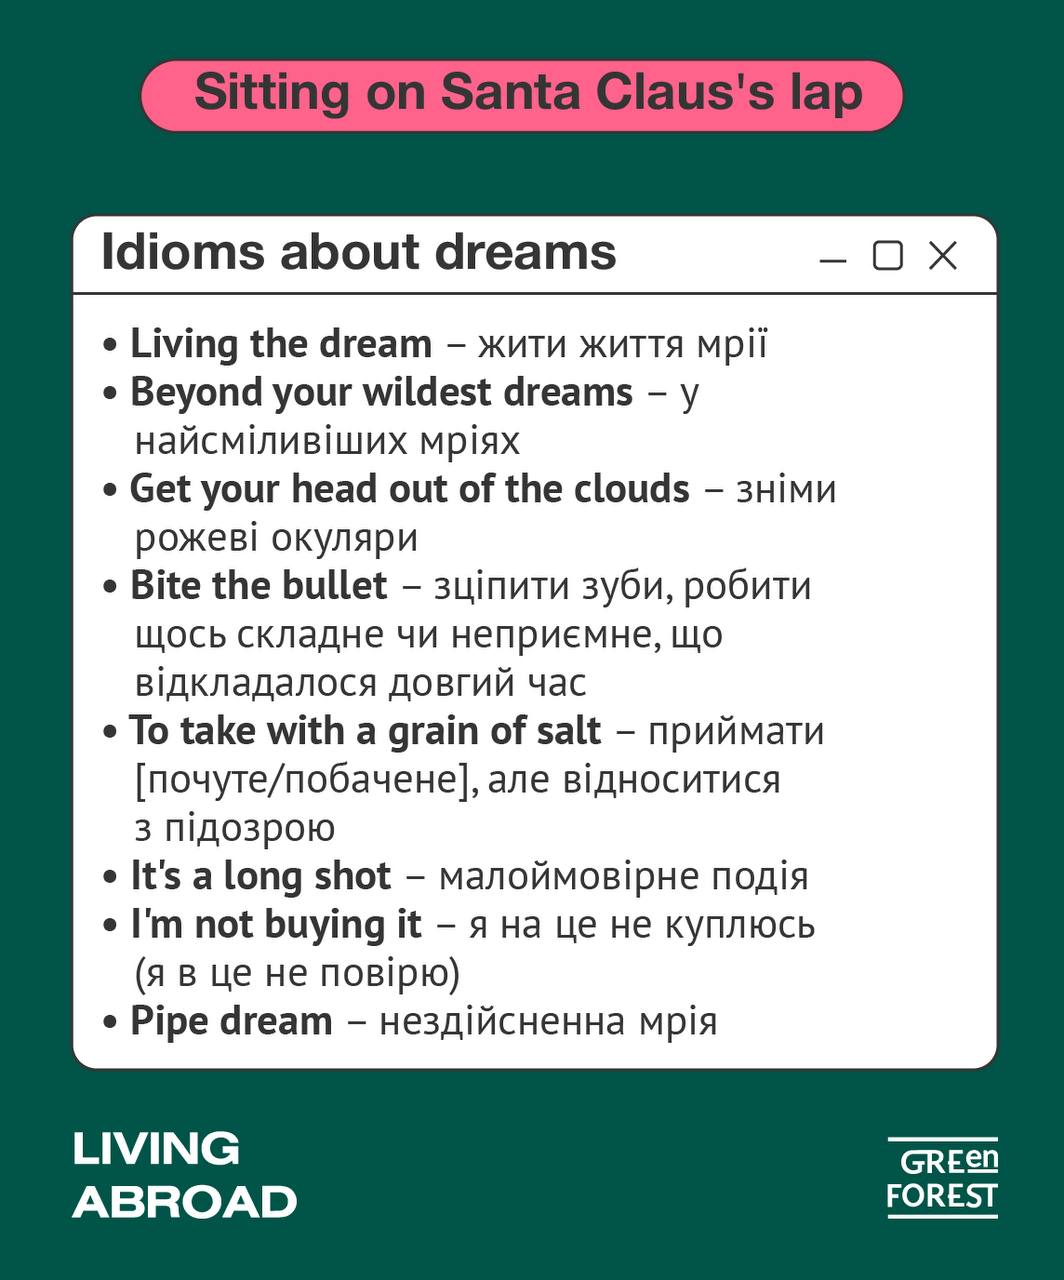 Sitting on Santa Claus's lap
Idioms about dreams
• Living the dream – жити життя мрії
• Beyond your wildest dreams – у
найсміливіших мріях
• Get your head out of the clouds – зніми
рожеві окуляри
• Bite the bullet – зціпити зуби, робити
щось складне чи неприємне, що
відкладалося довгий час
• To take with a grain of salt – приймати
[почуте/побачене], але відноситися
з підозрою
• It's a long shot – малоймовірне подія
• I'm not buying it – я на це не куплюсь
(я в це не повірю)
• Pipe dream – нездійсненна мрія
LIVING
ABROAD
GREen
FOREST